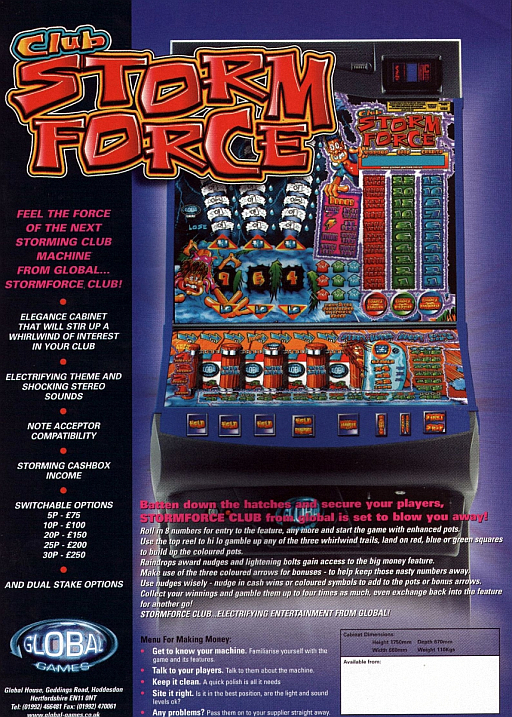 Club
STORM
FORCE
FEEL THE FORCE
OF THE NEXT
STORMING CLUB
MACHINE
FROM GLOBAL...
STORMFORCE CLUB!
ELEGANCE CABINET
THAT WILL STIR UP A
WHIRLWIND OF INTEREST
IN YOUR CLUB
ELECTRIFYING THEME AND
SHOCKING STEREO
SOUNDS
NOTE ACCEPTOR
COMPATIBILITY
STORMING CASHBOX
INCOME
SWITCHABLE OPTIONS
5P - £75
10P - £100
20P - £150
25P - £200
30P - £250
AND DUAL STAKE OPTIONS
GLOBAL
GAMES
Global House, Geddings Road, Hoddesdon
Hertfordshire EN11 0NT
Tel: (01992) 466481 Fax: (01992) 470061
www.global-games.co.uk
Club
STORM
FORCE
LOSE
7 6 4
Batten down the hatches and secure your players,
STORMFORCE CLUB from global is set to blow you away!
Roll in 8 numbers for entry to the feature, any more and start the game with enhanced pots.
Use the top reel to hi lo gamble up any of the three whirlwind trails, land on red, blue or green squares
to build up the coloured pots.
Raindrops award nudges and lightening bolts gain access to the big money feature.
Make use of the three coloured arrows for bonuses - to help keep those nasty numbers away.
Use nudges wisely - nudge in cash wins or coloured symbols to add to the pots or bonus arrows.
Collect your winnings and gamble them up to four times as much, even exchange back into the feature
for another go!
STORMFORCE CLUB...ELECTRIFYING ENTERTAINMENT FROM GLOBAL!
Menu For Making Money:
• Get to know your machine. Familiarise yourself with the
game and its features.
• Talk to your players. Talk to them about the machine.
• Keep it clean. A quick polish is all it needs
• Site it right. Is it in the best position, are the light and sound
levels ok?
• Any problems? Pass them on to your supplier straight away.
Cabinet Dimensions:
Height 1750mm Depth 670mm
Width 660mm Weight 110Kgs
Available from: